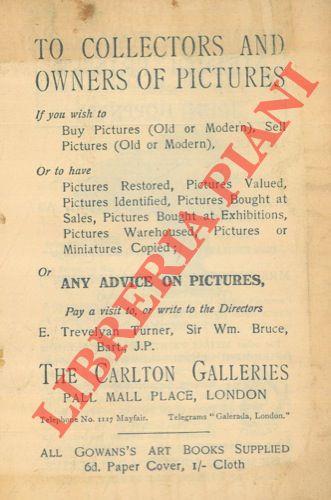 TO COLLECTORS AND
OWNERS OF PICTURES
If you wish to
Buy Pictures (Old or Modern), Sell
Pictures (Old or Modern),
Or to have
Pictures Restored, Pictures Valued,
Pictures Identified, Pictures Bought at
Sales, Pictures Bought at Exhibitions,
Pictures Warehoused, Pictures or
Miniatures Copied;
Or ANY ADVICE ON PICTURES,
Pay a visit to, or write to the Directors
E. Trevelyan Turner, Sir Wm. Bruce,
Bart., J.P.
THE CARLTON GALLERIES
PALL MALL PLACE, LONDON
Telephone No. 1117 Mayfair. Telegrams "Galerada, London."
ALL GOWAN'S ART BOOKS SUPPLIED
6d. Paper Cover, 1/- Cloth
LIBRERIA PIANI